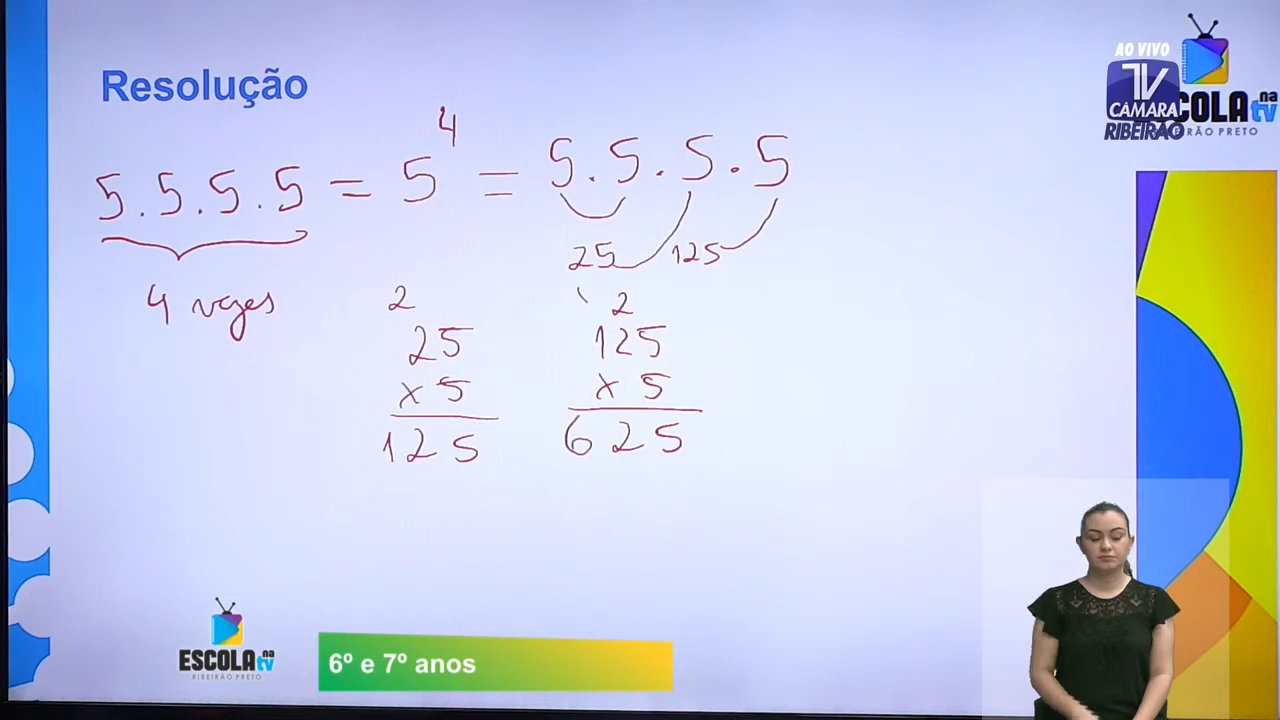 AO VIVO
TV
CÂMARA
RIBEIRÃO
ESCOLA na tv
RIBEIRÃO PRETO
Resolução
5.5.5.5 = 5⁴ = 5.5.5.5
25 125
4 vezes
2
25
x 5
125
2
125
x 5
625
ESCOLA na tv
RIBEIRÃO PRETO
6º e 7º anos